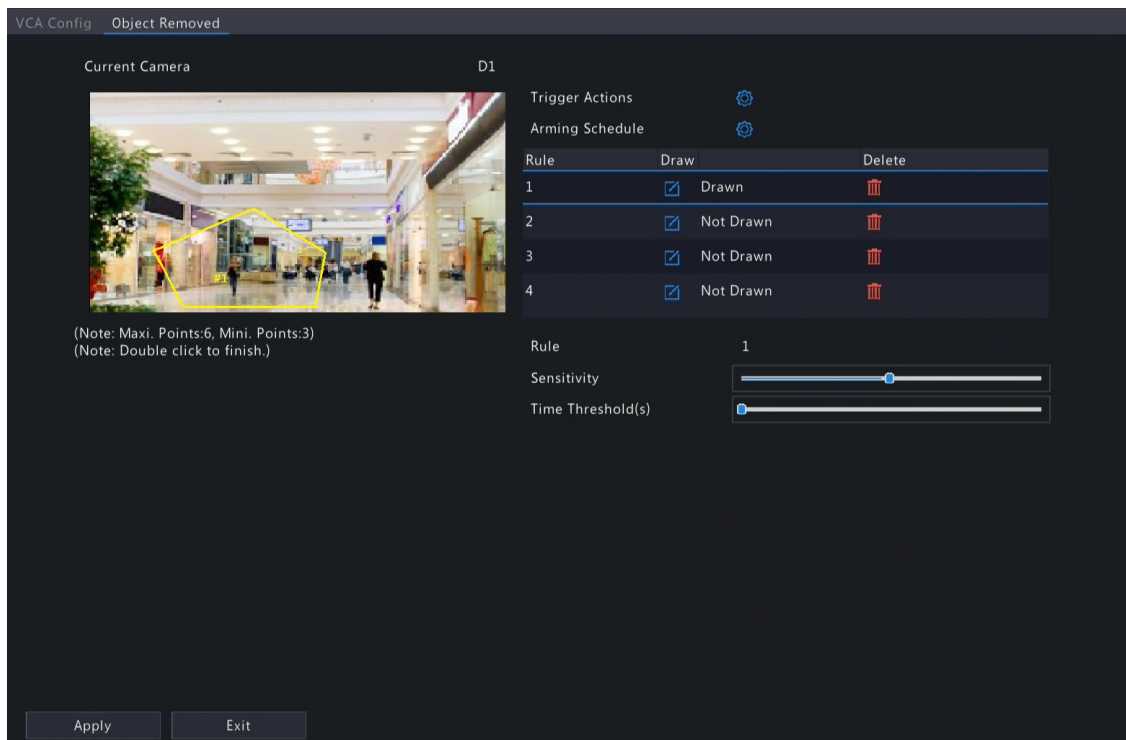 VCA Config Object Removed
Current Camera D1
Trigger Actions
Arming Schedule
Rule Draw Delete
1 Drawn
2 Not Drawn
3 Not Drawn
4 Not Drawn
#1
(Note: Maxi. Points:6, Mini. Points:3)
(Note: Double click to finish.)
Rule 1
Sensitivity
Time Threshold(s)
Apply Exit